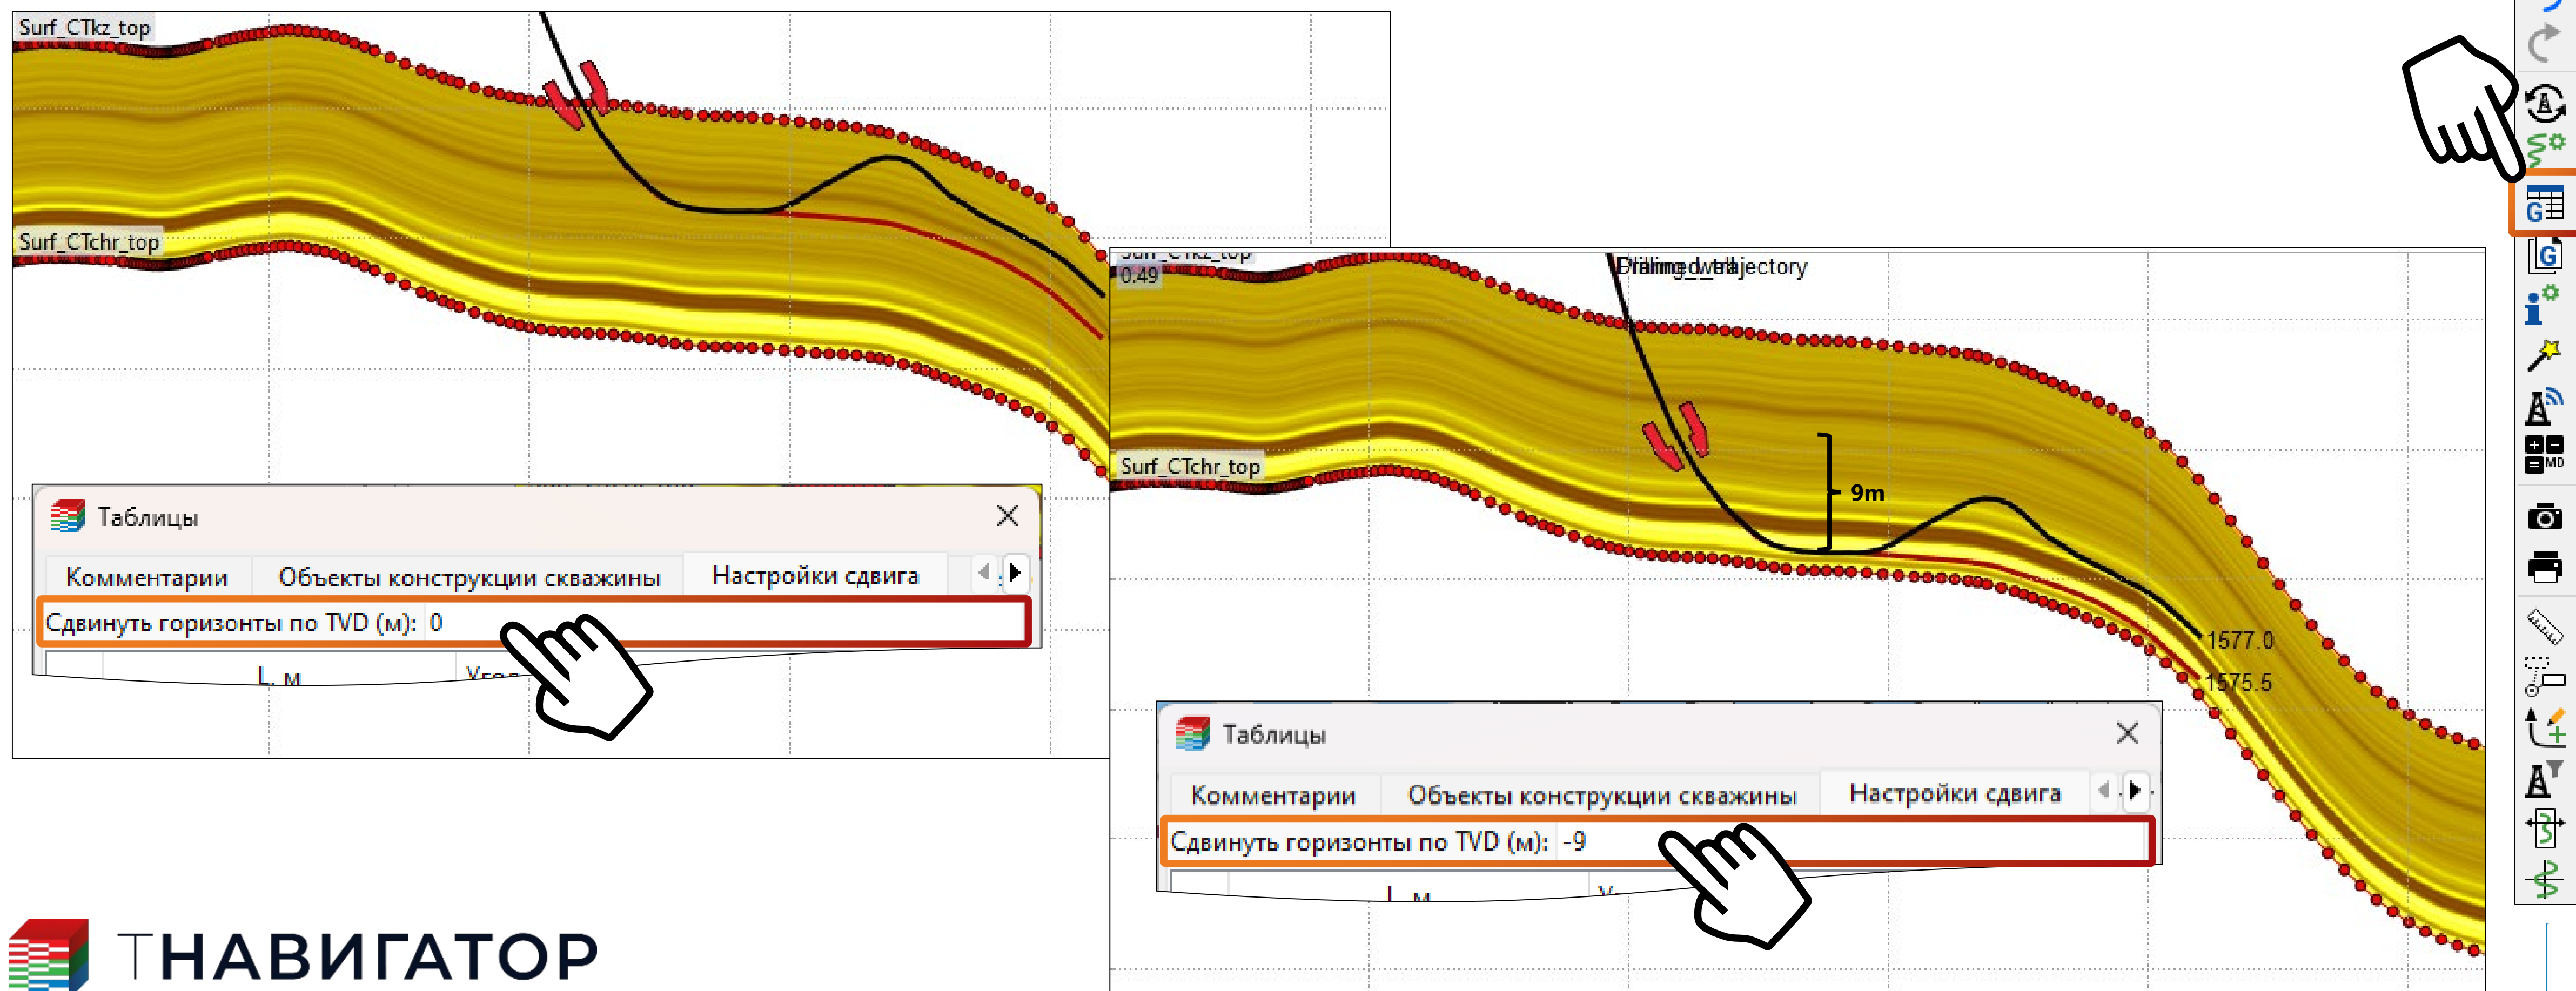 Surf_CTkz_top
Surf_CTchr_top
Таблицы
Комментарии
Объекты конструкции скважины
Настройки сдвига
Сдвинуть горизонты по TVD (м): 0
L, м
0.49
Surf_CTchr_top
9m
1577.0
1575.5
Таблицы
Комментарии
Объекты конструкции скважины
Настройки сдвига
Сдвинуть горизонты по TVD (м): -9
L, м
G
G
MD
ТНАВИГАТОР